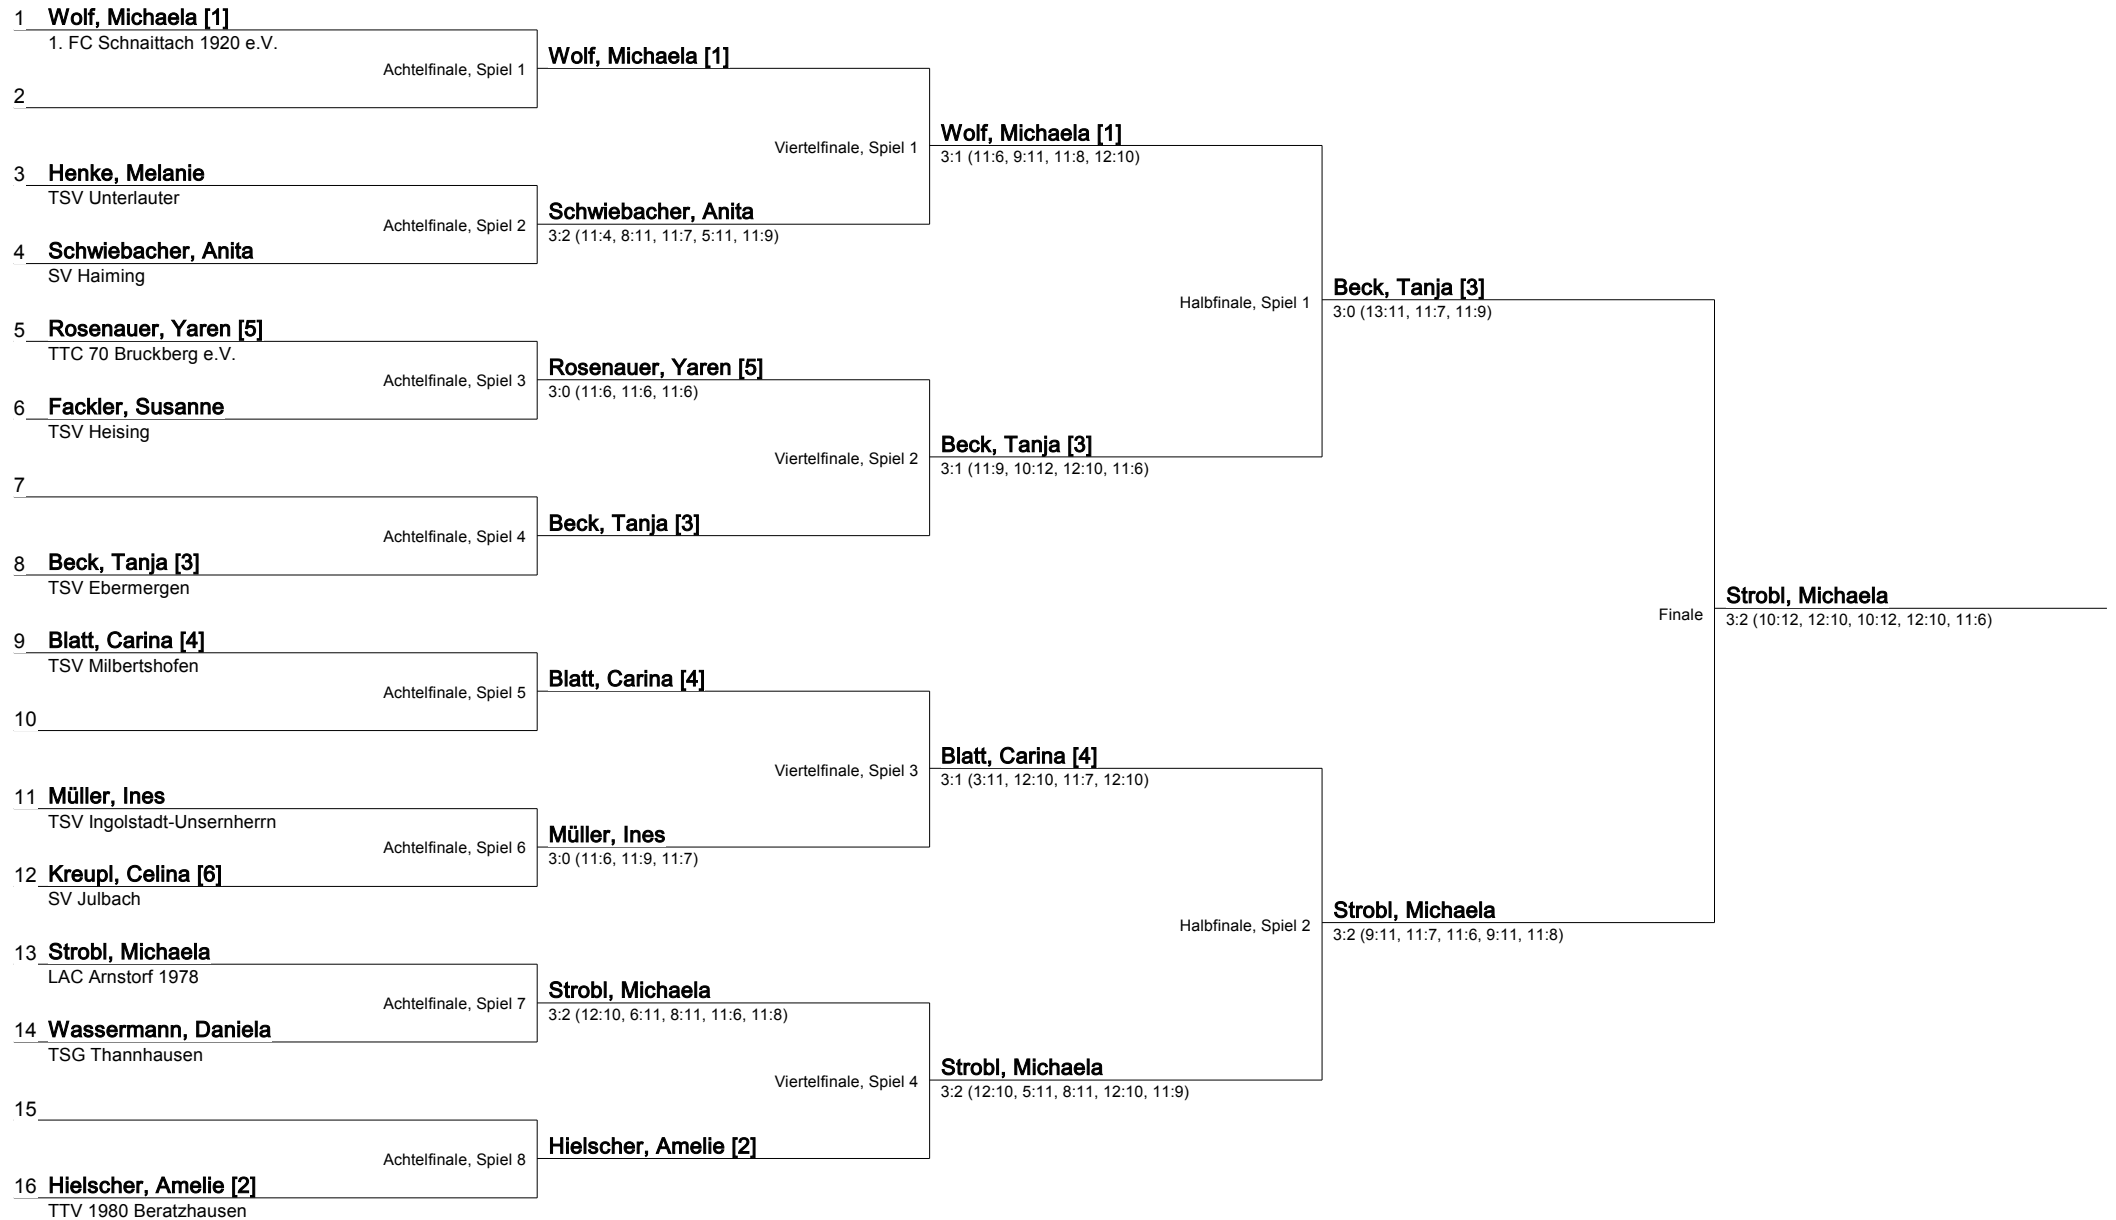 1 Wolf, Michaela [1]
1. FC Schnaittach 1920 e.V.
Achtelfinale, Spiel 1
2
Wolf, Michaela [1]
3 Henke, Melanie
TSV Unterlauter
Achtelfinale, Spiel 2
4 Schwiebacher, Anita
SV Haiming
Schwiebacher, Anita
3:2 (11:4, 8:11, 11:7, 5:11, 11:9)
Viertelfinale, Spiel 1
Wolf, Michaela [1]
3:1 (11:6, 9:11, 11:8, 12:10)
5 Rosenauer, Yaren [5]
TTC 70 Bruckberg e.V.
Achtelfinale, Spiel 3
6 Fackler, Susanne
TSV Heising
Rosenauer, Yaren [5]
3:0 (11:6, 11:6, 11:6)
7
Achtelfinale, Spiel 4
8 Beck, Tanja [3]
TSV Ebermergen
Beck, Tanja [3]
Viertelfinale, Spiel 2
Beck, Tanja [3]
3:1 (11:9, 10:12, 12:10, 11:6)
Halbfinale, Spiel 1
Beck, Tanja [3]
3:0 (13:11, 11:7, 11:9)
9 Blatt, Carina [4]
TSV Milbertshofen
Achtelfinale, Spiel 5
10
Blatt, Carina [4]
11 Müller, Ines
TSV Ingolstadt-Unsernherrn
Achtelfinale, Spiel 6
12 Kreupl, Celina [6]
SV Julbach
Müller, Ines
3:0 (11:6, 11:9, 11:7)
Viertelfinale, Spiel 3
Blatt, Carina [4]
3:1 (3:11, 12:10, 11:7, 12:10)
13 Strobl, Michaela
LAC Arnstorf 1978
Achtelfinale, Spiel 7
14 Wassermann, Daniela
TSG Thannhausen
Strobl, Michaela
3:2 (12:10, 6:11, 8:11, 11:6, 11:8)
15
Achtelfinale, Spiel 8
16 Hielscher, Amelie [2]
TTV 1980 Beratzhausen
Hielscher, Amelie [2]
Viertelfinale, Spiel 4
Strobl, Michaela
3:2 (12:10, 5:11, 8:11, 12:10, 11:9)
Halbfinale, Spiel 2
Strobl, Michaela
3:2 (9:11, 11:7, 11:6, 9:11, 11:8)
Finale
Strobl, Michaela
3:2 (10:12, 12:10, 10:12, 12:10, 11:6)